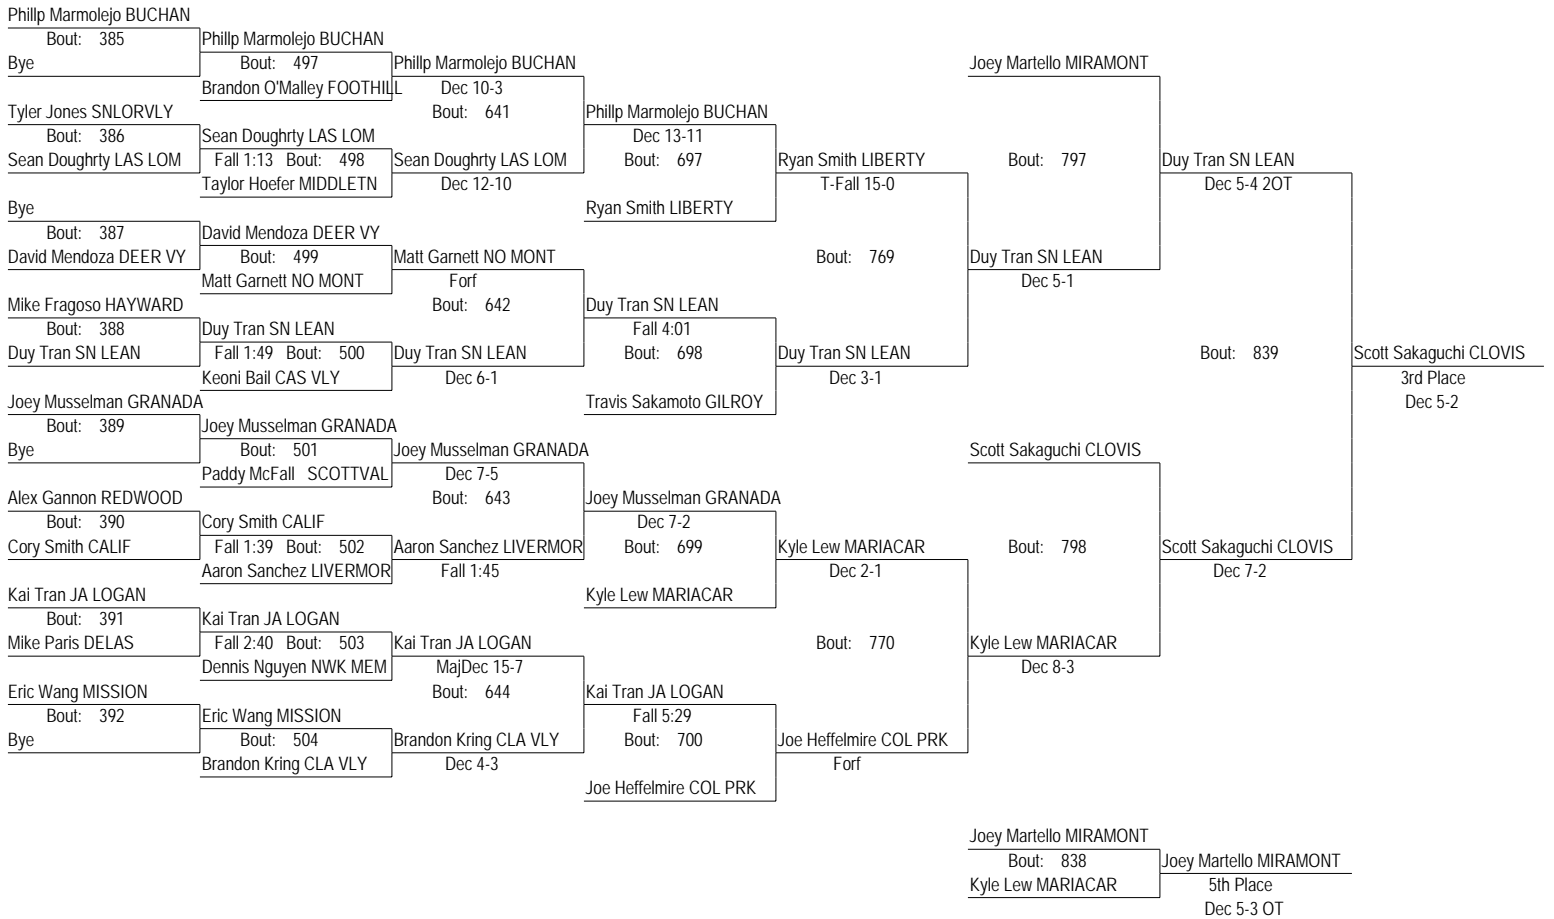 Phillp Marmolejo BUCHAN
Bout: 385
Bye
Tyler Jones SNLORVLY
Bout: 386
Sean Doughrty LAS LOM
Bye
Bout: 387
David Mendoza DEER VY
Mike Fragoso HAYWARD
Bout: 388
Duy Tran SN LEAN
Joey Musselman GRANADA
Bout: 389
Bye
Alex Gannon REDWOOD
Bout: 390
Cory Smith CALIF
Kai Tran JA LOGAN
Bout: 391
Mike Paris DELAS
Eric Wang MISSION
Bout: 392
Bye
Phillp Marmolejo BUCHAN
Bout: 497
Brandon O'Malley FOOTHILL
Sean Doughrty LAS LOM
Fall 1:13 Bout: 498
Taylor Hoefer MIDDLETN
David Mendoza DEER VY
Bout: 499
Matt Garnett NO MONT
Duy Tran SN LEAN
Fall 1:49 Bout: 500
Keoni Bail CAS VLY
Joey Musselman GRANADA
Bout: 501
Paddy McFall SCOTTVAL
Cory Smith CALIF
Fall 1:39 Bout: 502
Aaron Sanchez LIVERMOR
Kai Tran JA LOGAN
Fall 2:40 Bout: 503
Dennis Nguyen NWK MEM
Eric Wang MISSION
Bout: 504
Brandon Kring CLA VLY
Phillp Marmolejo BUCHAN
Dec 10-3
Bout: 641
Sean Doughrty LAS LOM
Dec 12-10
Matt Garnett NO MONT
Forf
Bout: 642
Duy Tran SN LEAN
Dec 6-1
Joey Musselman GRANADA
Dec 7-5
Bout: 643
Aaron Sanchez LIVERMOR
Fall 1:45
Kai Tran JA LOGAN
MajDec 15-7
Bout: 644
Brandon Kring CLA VLY
Dec 4-3
Phillp Marmolejo BUCHAN
Dec 13-11
Bout: 697
Ryan Smith LIBERTY
Duy Tran SN LEAN
Fall 4:01
Bout: 698
Travis Sakamoto GILROY
Joey Musselman GRANADA
Dec 7-2
Bout: 699
Kyle Lew MARIACAR
Kai Tran JA LOGAN
Fall 5:29
Bout: 700
Joe Heffelmire COL PRK
Ryan Smith LIBERTY
T-Fall 15-0
Bout: 769
Duy Tran SN LEAN
Dec 3-1
Kyle Lew MARIACAR
Dec 2-1
Bout: 770
Joe Heffelmire COL PRK
Forf
Joey Martello MIRAMONT
Bout: 797
Duy Tran SN LEAN
Dec 5-1
Scott Sakaguchi CLOVIS
Bout: 798
Kyle Lew MARIACAR
Dec 8-3
Duy Tran SN LEAN
Dec 5-4 2OT
Bout: 839
Scott Sakaguchi CLOVIS
Dec 7-2
Scott Sakaguchi CLOVIS
3rd Place
Dec 5-2
Joey Martello MIRAMONT
Bout: 838
Kyle Lew MARIACAR
Joey Martello MIRAMONT
5th Place
Dec 5-3 OT